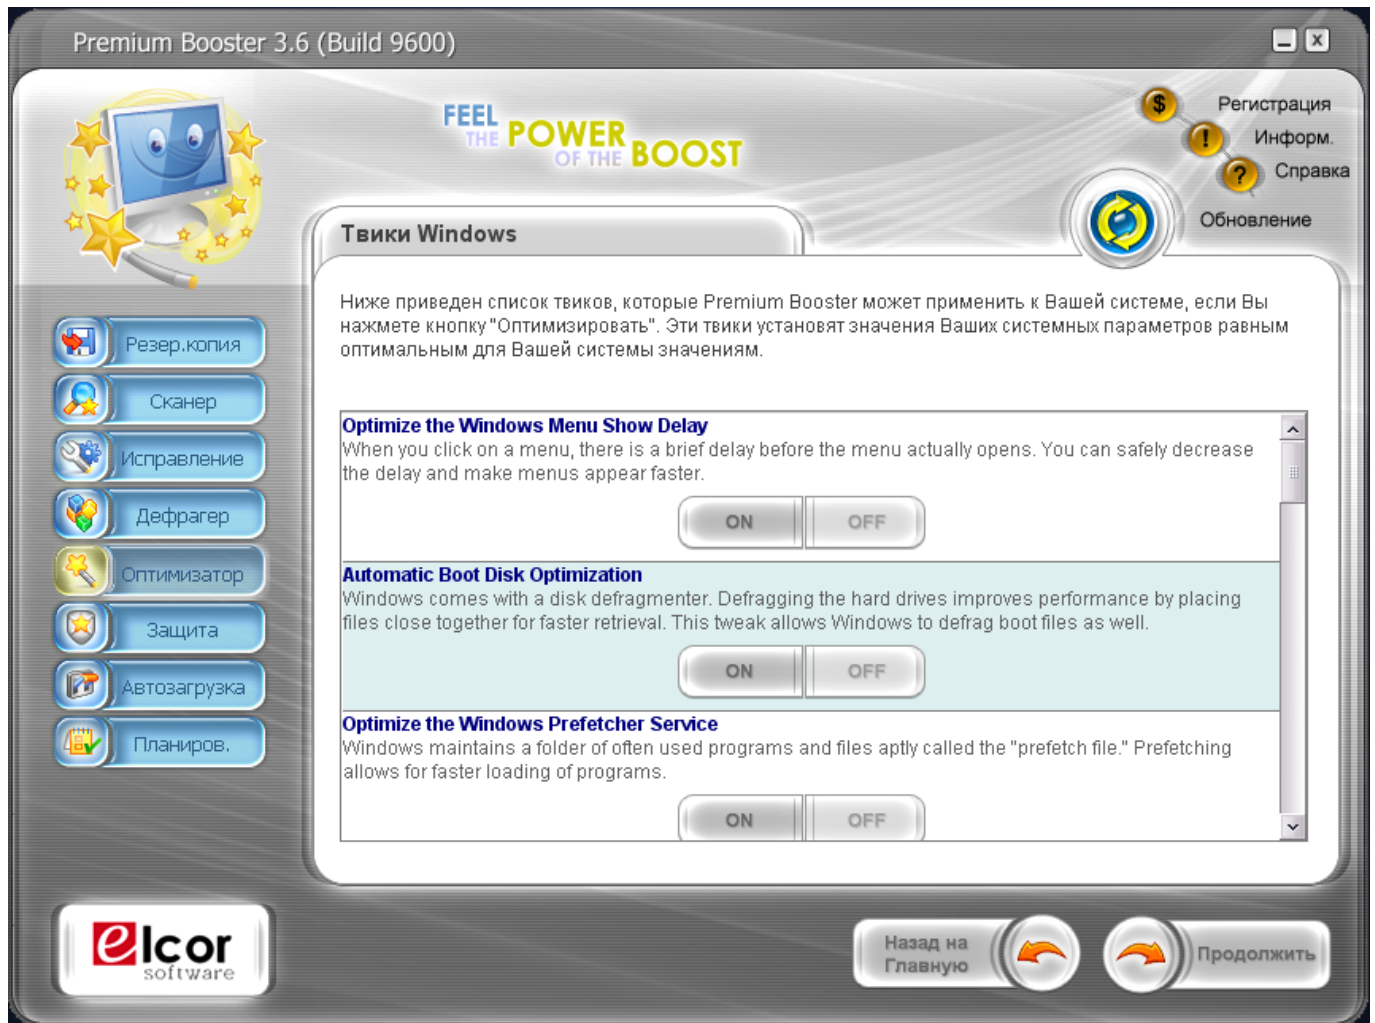 Premium Booster 3.6 (Build 9600)
FEEL
THE POWER
OF THE BOOST
$
Регистрация
!
Информ.
?
Справка
Обновление
Твики Windows
Ниже приведен список твиков, которые Premium Booster может применить к Вашей системе, если Вы
нажмете кнопку "Оптимизировать". Эти твики установят значения Ваших системных параметров равным
оптимальным для Вашей системы значениям.
Резер.копия
Сканер
Исправление
Дефрагер
Оптимизатор
Защита
Автозагрузка
Планиров.
Optimize the Windows Menu Show Delay
When you click on a menu, there is a brief delay before the menu actually opens. You can safely decrease
the delay and make menus appear faster.
ON OFF
Automatic Boot Disk Optimization
Windows comes with a disk defragmenter. Defragging the hard drives improves performance by placing
files close together for faster retrieval. This tweak allows Windows to defrag boot files as well.
ON OFF
Optimize the Windows Prefetcher Service
Windows maintains a folder of often used programs and files aptly called the "prefetch file." Prefetching
allows for faster loading of programs.
ON OFF
elcor
software
Назад на
Главную
Продолжить